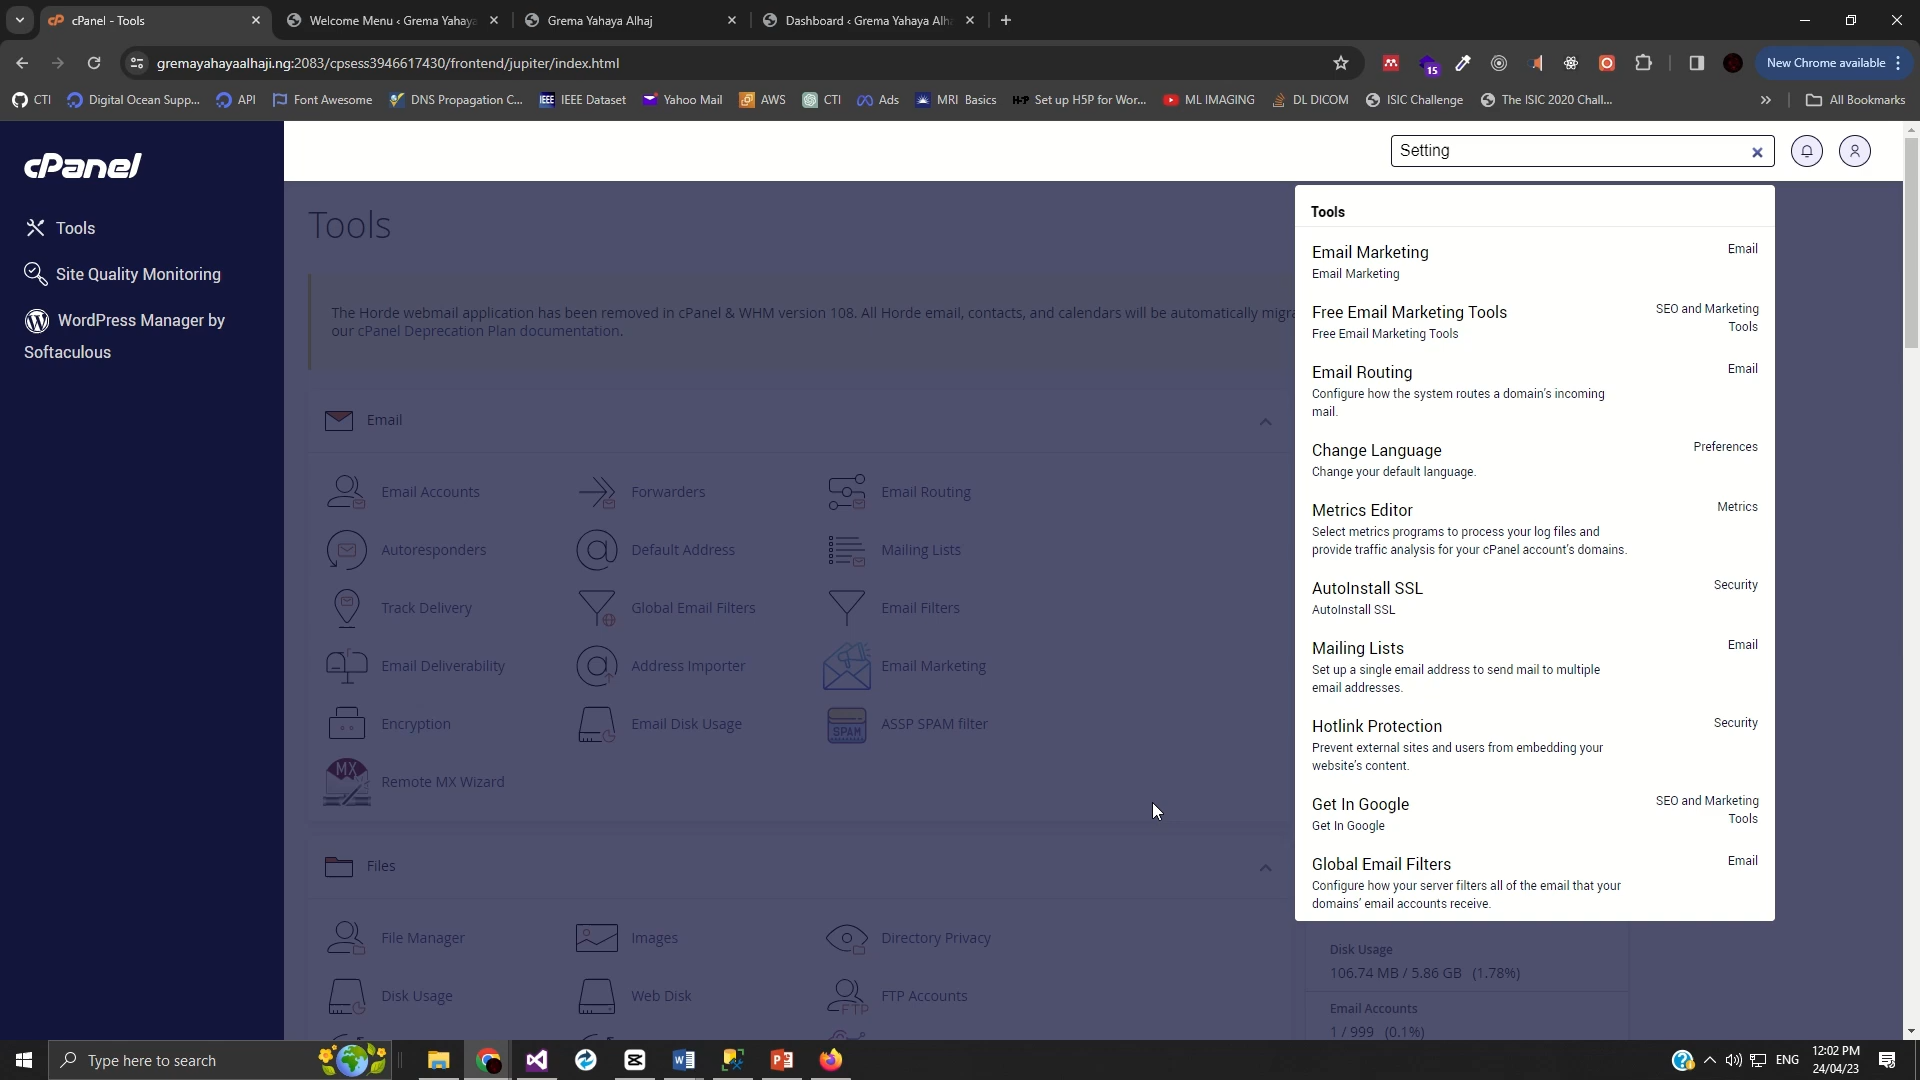 cPanel - Tools
Welcome Menu ‹ Grema Yahaya
Grema Yahaya Alhaj
Dashboard ‹ Grema Yahaya Alh
gremayahayaalhaji.ng:2083/cpsess3946617430/frontend/jupiter/index.html
15
New Chrome available
CTI
Digital Ocean Supp...
API
Font Awesome
DNS Propagation C...
IEEE Dataset
Yahoo Mail
AWS
CTI
Ads
MRI Basics
Set up H5P for Wor...
ML IMAGING
DL DICOM
ISIC Challenge
The ISIC 2020 Chall...
»
All Bookmarks
cPanel
Setting
Tools
Site Quality Monitoring
WordPress Manager by
Softaculous
Tools
The Horde webmail application has been removed in cPanel & WHM version 108. All Horde email, contacts, and calendars will be automatically migra
our cPanel Deprecation Plan documentation.
Email
Email Accounts
Forwarders
Email Routing
Autoresponders
Default Address
Mailing Lists
Track Delivery
Global Email Filters
Email Filters
Email Deliverability
Address Importer
Email Marketing
Encryption
Email Disk Usage
SPAM
ASSP SPAM filter
MX
Remote MX Wizard
Files
File Manager
Images
Directory Privacy
Disk Usage
Web Disk
FTP
FTP Accounts
Tools
Email Marketing
Email
Email Marketing
Free Email Marketing Tools
SEO and Marketing
Tools
Free Email Marketing Tools
Email Routing
Email
Configure how the system routes a domain's incoming
mail.
Change Language
Preferences
Change your default language.
Metrics Editor
Metrics
Select metrics programs to process your log files and
provide traffic analysis for your cPanel account's domains.
AutoInstall SSL
Security
AutoInstall SSL
Mailing Lists
Email
Set up a single email address to send mail to multiple
email addresses.
Hotlink Protection
Security
Prevent external sites and users from embedding your
website's content.
Get In Google
SEO and Marketing
Tools
Get In Google
Global Email Filters
Email
Configure how your server filters all of the email that your
domains' email accounts receive.
Disk Usage
106.74 MB / 5.86 GB (1.78%)
Email Accounts
1 / 999 (0.1%)
Type here to search
ENG
12:02 PM
24/04/23